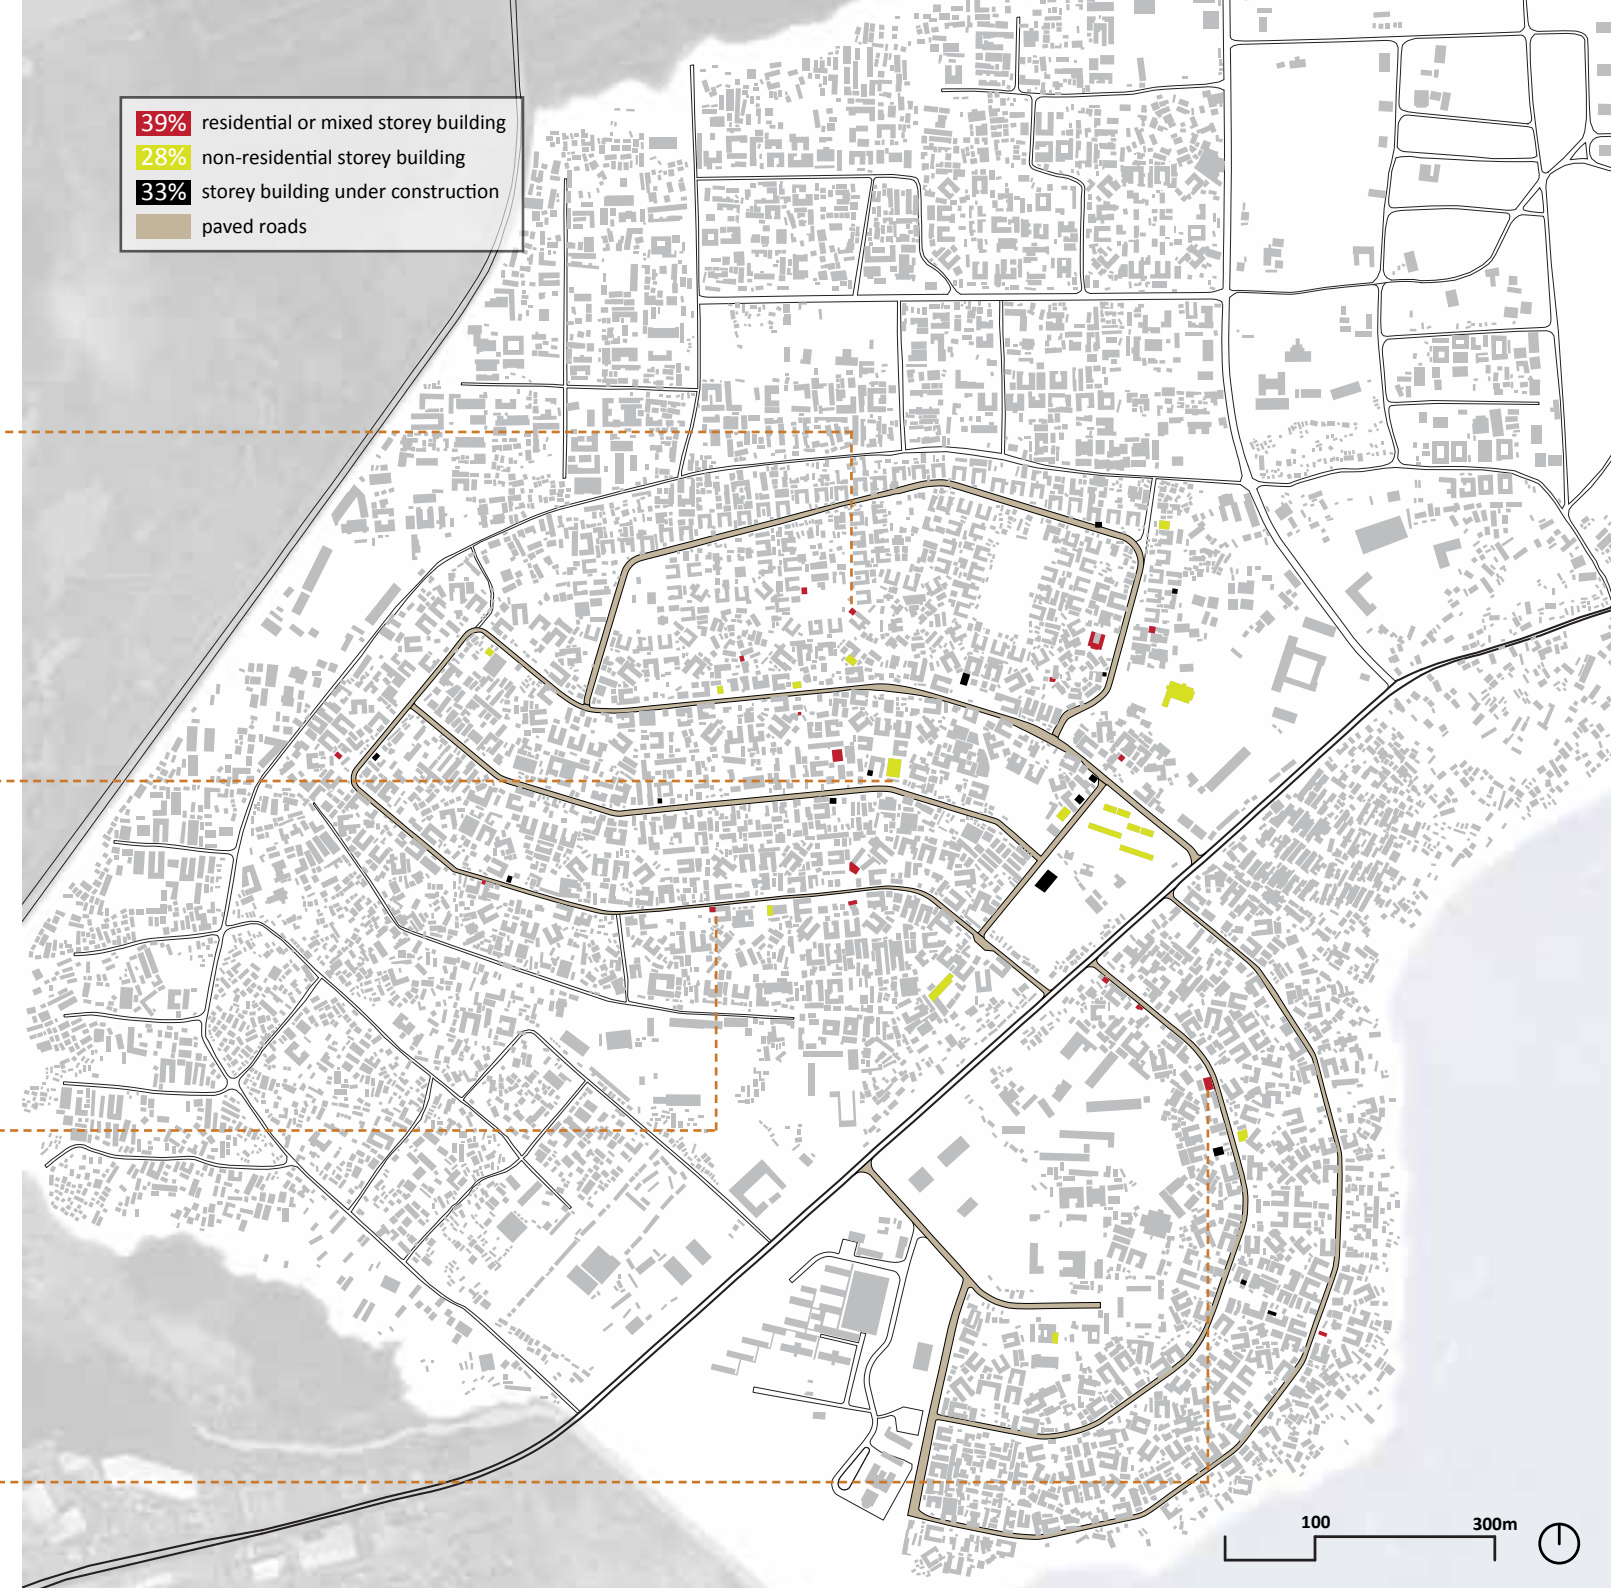 39% residential or mixed storey building
28% non-residential storey building
33% storey building under construction
paved roads
100 300m